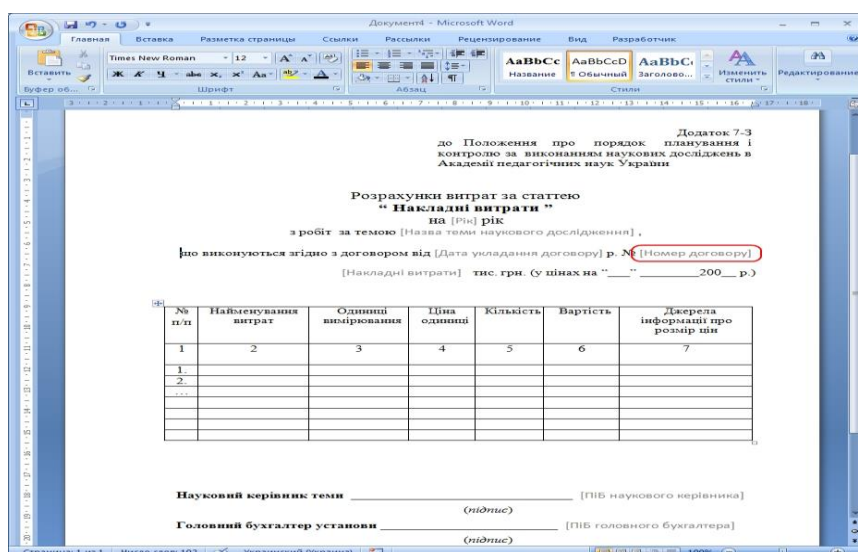 Документ4 - Microsoft Word
Главная Вставка Разметка страницы Ссылки Рассылки Рецензирование Вид Разработчик
Times New Roman 12
Вставить
AaBbCc AaBbCcD AaBbCc
Название ¶ Обычный Заголово... Изменить стили Редактирование
Буфер об... Шрифт Абзац Стили
Додаток 7-3
до Положення про порядок планування і
контролю за виконанням наукових досліджень в
Академії педагогічних наук України
Розрахунки витрат за статтею
“ Накладні витрати ”
на [Рік] рік
з робіт за темою [Назва теми наукового дослідження] ,
що виконуються згідно з договором від [Дата укладання договору] р. № [Номер договору]
[Накладні витрати] тис. грн. (у цінах на “___” _________200__ р.)
№ п/п Найменування витрат Одиниці вимірювання Ціна одиниці Кількість Вартість Джерела інформації про розмір цін
1 2 3 4 5 6 7
1.
2.
...
Науковий керівник теми ____________________ [ПІБ наукового керівника]
(підпис)
Головний бухгалтер установи ____________________ [ПІБ головного бухгалтера]
(підпис)